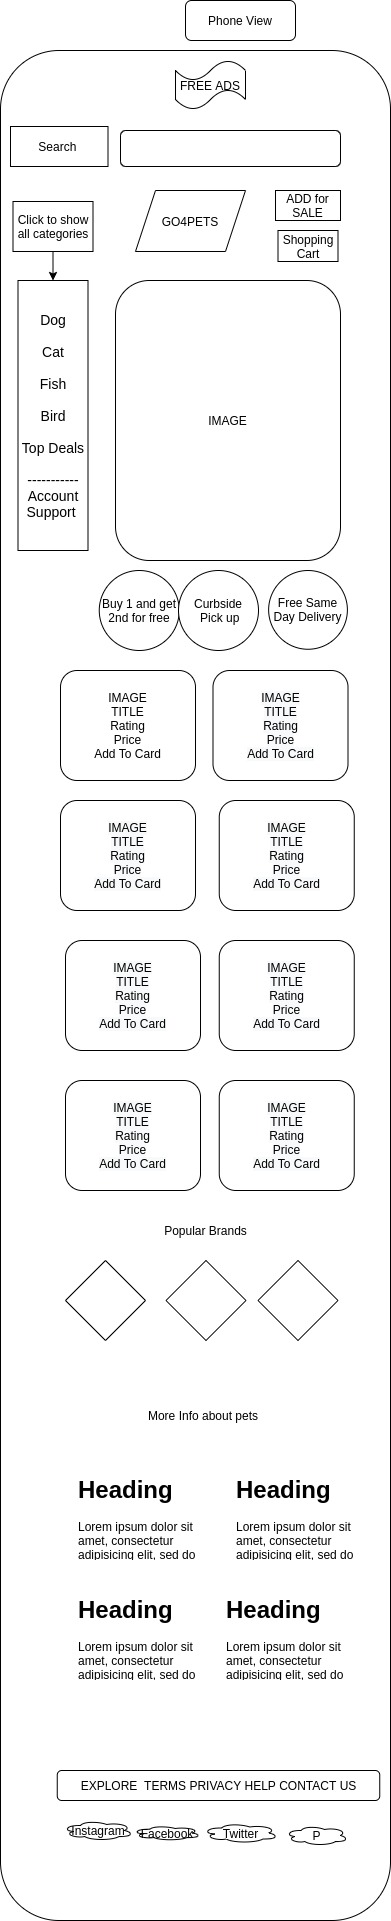 Phone View
FREE ADS
Search
Click to show
all categories
GO4PETS
ADD for
SALE
Shopping
Cart
Dog
Cat
Fish
Bird
Top Deals
-----------
Account
Support
IMAGE
Buy 1 and get
2nd for free
Curbside
Pick up
Free Same
Day Delivery
IMAGE
TITLE
Rating
Price
Add To Card
IMAGE
TITLE
Rating
Price
Add To Card
IMAGE
TITLE
Rating
Price
Add To Card
IMAGE
TITLE
Rating
Price
Add To Card
IMAGE
TITLE
Rating
Price
Add To Card
IMAGE
TITLE
Rating
Price
Add To Card
IMAGE
TITLE
Rating
Price
Add To Card
IMAGE
TITLE
Rating
Price
Add To Card
Popular Brands
More Info about pets
Heading
Lorem ipsum dolor sit
amet, consectetur
adipisicing elit, sed do
Heading
Lorem ipsum dolor sit
amet, consectetur
adipisicing elit, sed do
Heading
Lorem ipsum dolor sit
amet, consectetur
adipisicing elit, sed do
Heading
Lorem ipsum dolor sit
amet, consectetur
adipisicing elit, sed do
EXPLORE  TERMS PRIVACY HELP CONTACT US
Instagram
Facebook
Twitter
P